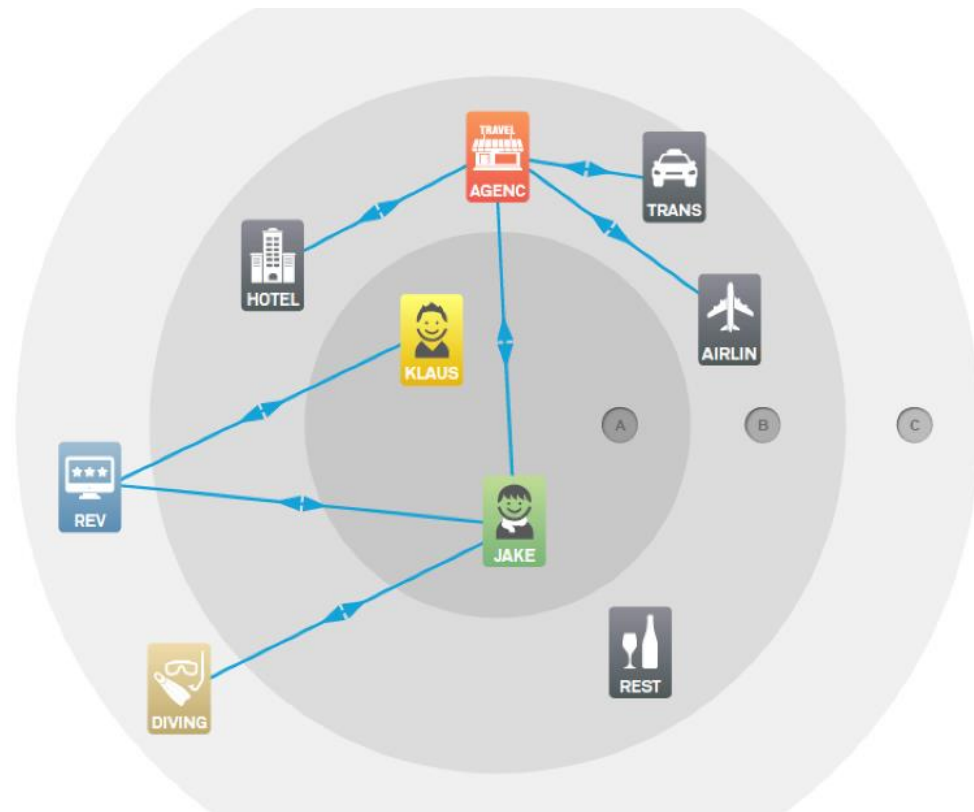 TRAVEL
AGENC
TRANS
HOTEL
AIRLIN
KLAUS
A
B
C
REV
JAKE
REST
DIVING